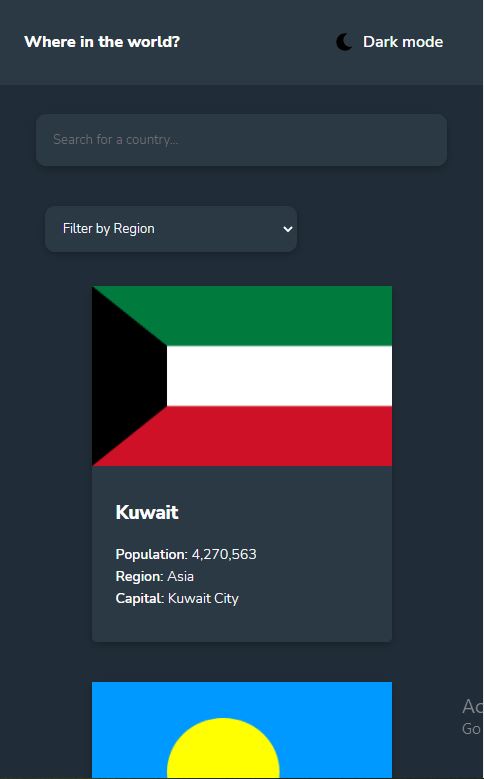 Where in the world?
Dark mode
Search for a country...
Filter by Region
Kuwait
Population: 4,270,563
Region: Asia
Capital: Kuwait City
Go